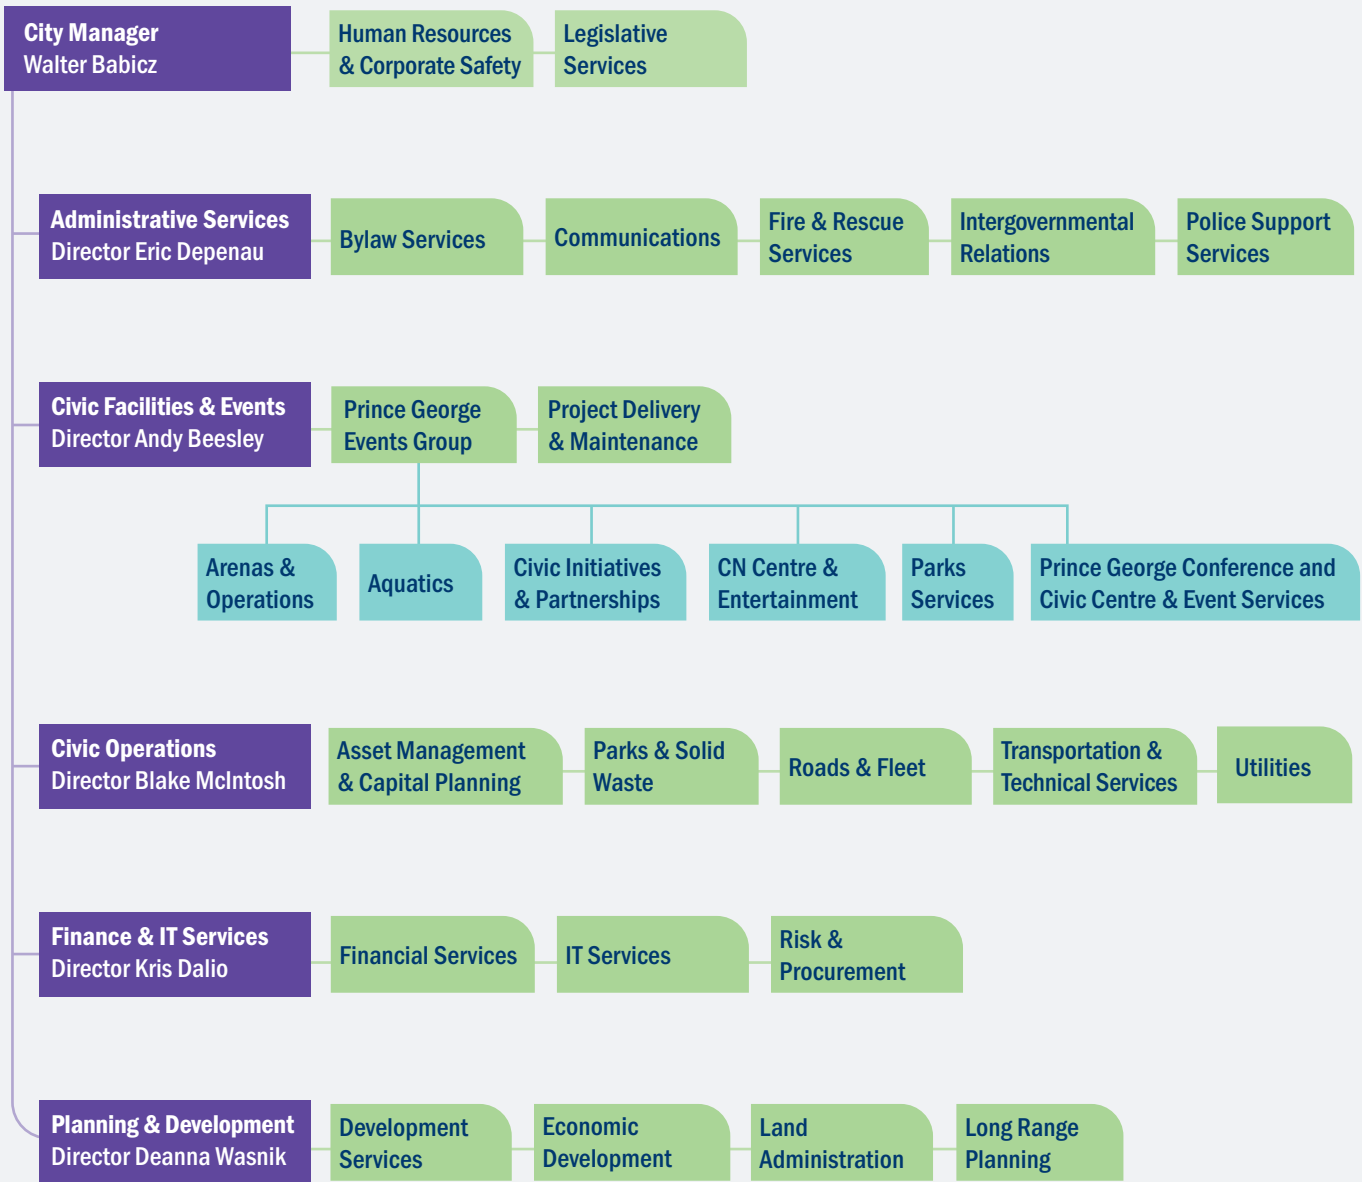 City Manager
Walter Babicz
Human Resources
& Corporate Safety
Legislative
Services
Administrative Services
Director Eric Depenau
Bylaw Services
Communications
Fire & Rescue
Services
Intergovernmental
Relations
Police Support
Services
Civic Facilities & Events
Director Andy Beesley
Prince George
Events Group
Project Delivery
& Maintenance
Arenas &
Operations
Aquatics
Civic Initiatives
& Partnerships
CN Centre &
Entertainment
Parks
Services
Prince George Conference and
Civic Centre & Event Services
Civic Operations
Director Blake McIntosh
Asset Management
& Capital Planning
Parks & Solid
Waste
Roads & Fleet
Transportation &
Technical Services
Utilities
Finance & IT Services
Director Kris Dalio
Financial Services
IT Services
Risk &
Procurement
Planning & Development
Director Deanna Wasnik
Development
Services
Economic
Development
Land
Administration
Long Range
Planning